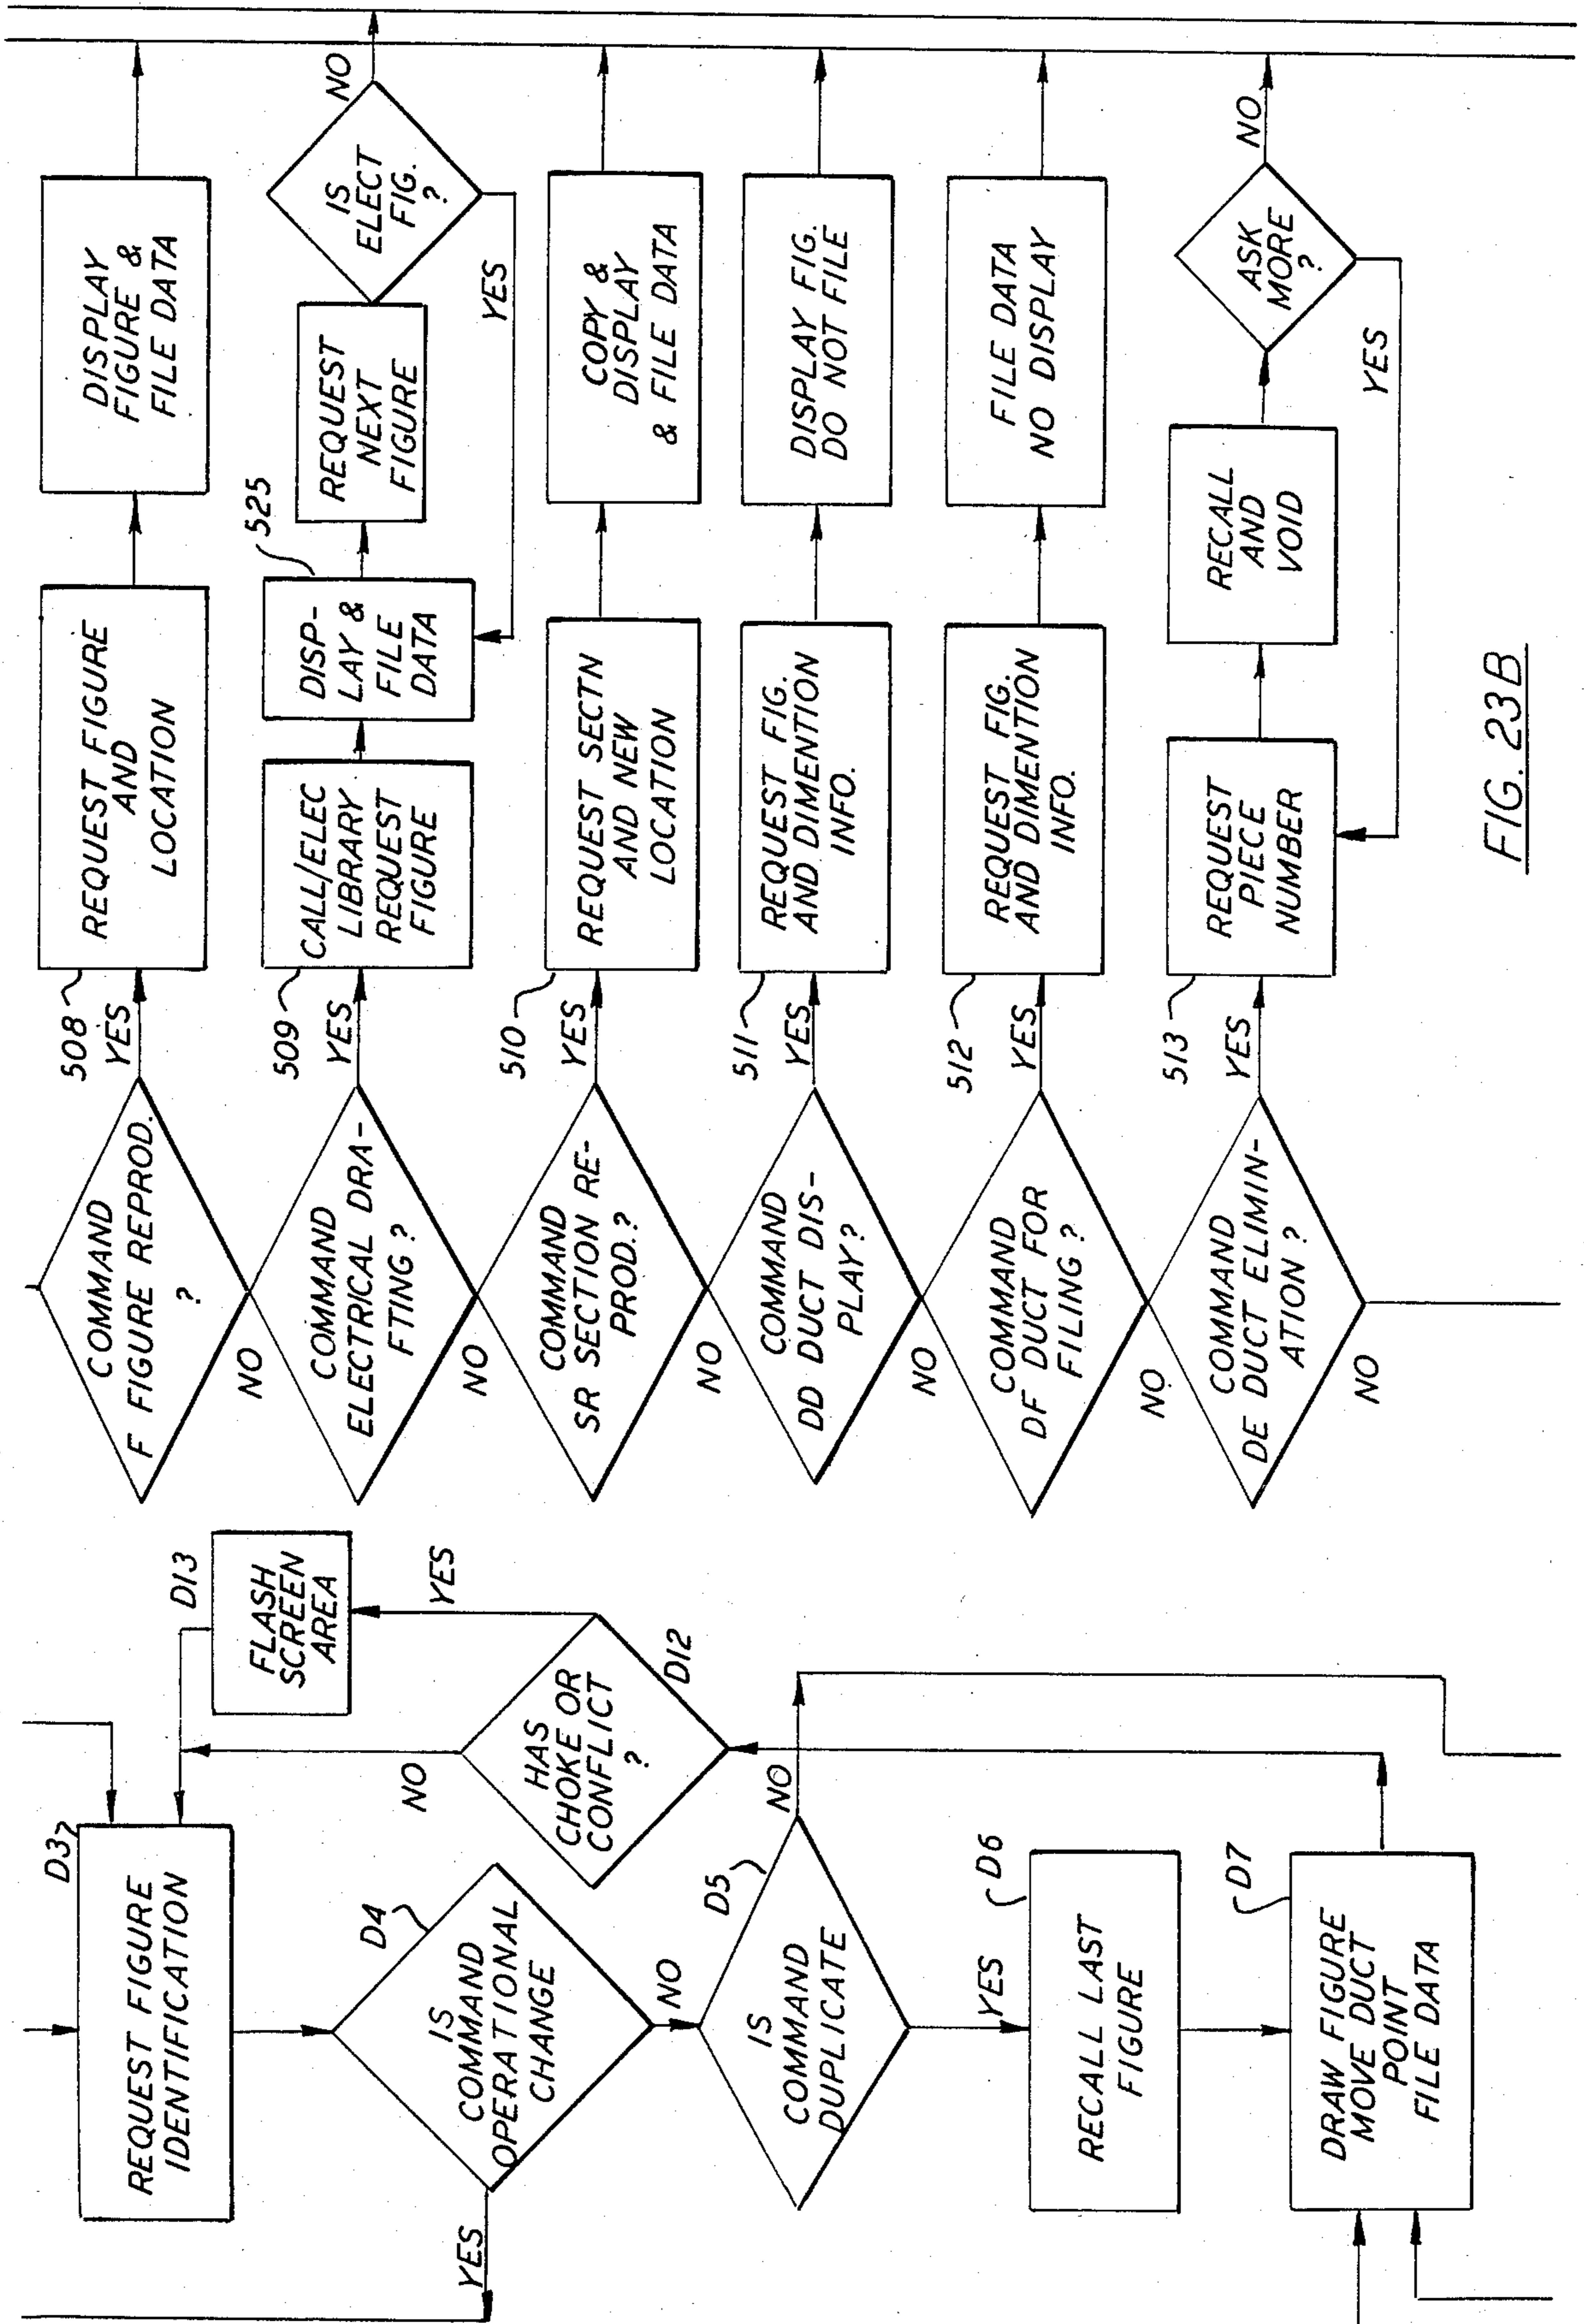 D3
REQUEST FIGURE
IDENTIFICATION
D4
IS
COMMAND
OPERATIONAL
CHANGE
YES
NO
D5
IS
COMMAND
DUPLICATE
NO
YES
D6
RECALL LAST
FIGURE
D7
DRAW FIGURE
MOVE DUCT
POINT
FILE DATA
D12
HAS
CHOKE OR
CONFLICT
?
NO
YES
D13
FLASH
SCREEN
AREA
COMMAND
F FIGURE REPROD.
?
NO
508
YES
REQUEST FIGURE
AND
LOCATION
DISPLAY
FIGURE &
FILE DATA
COMMAND
ELECTRICAL DRA-
FTING?
NO
509
YES
CALL/ELEC
LIBRARY
REQUEST
FIGURE
525
DISP-
LAY &
FILE
DATA
REQUEST
NEXT
FIGURE
IS
ELECT
FIG.
?
NO
YES
COMMAND
SR SECTION RE-
PROD.?
NO
510
YES
REQUEST SECTN
AND NEW
LOCATION
COPY &
DISPLAY
& FILE DATA
COMMAND
DD DUCT DIS-
PLAY?
NO
511
YES
REQUEST FIG.
AND DIMENTION
INFO.
DISPLAY FIG.
DO NOT FILE
COMMAND
DF DUCT FOR
FILING?
NO
512
YES
REQUEST FIG.
AND DIMENTION
INFO.
FILE DATA
NO DISPLAY
COMMAND
DE DUCT ELIMIN-
ATION?
NO
513
YES
REQUEST
PIECE
NUMBER
RECALL
AND
VOID
ASK
MORE
?
NO
YES
FIG. 23B